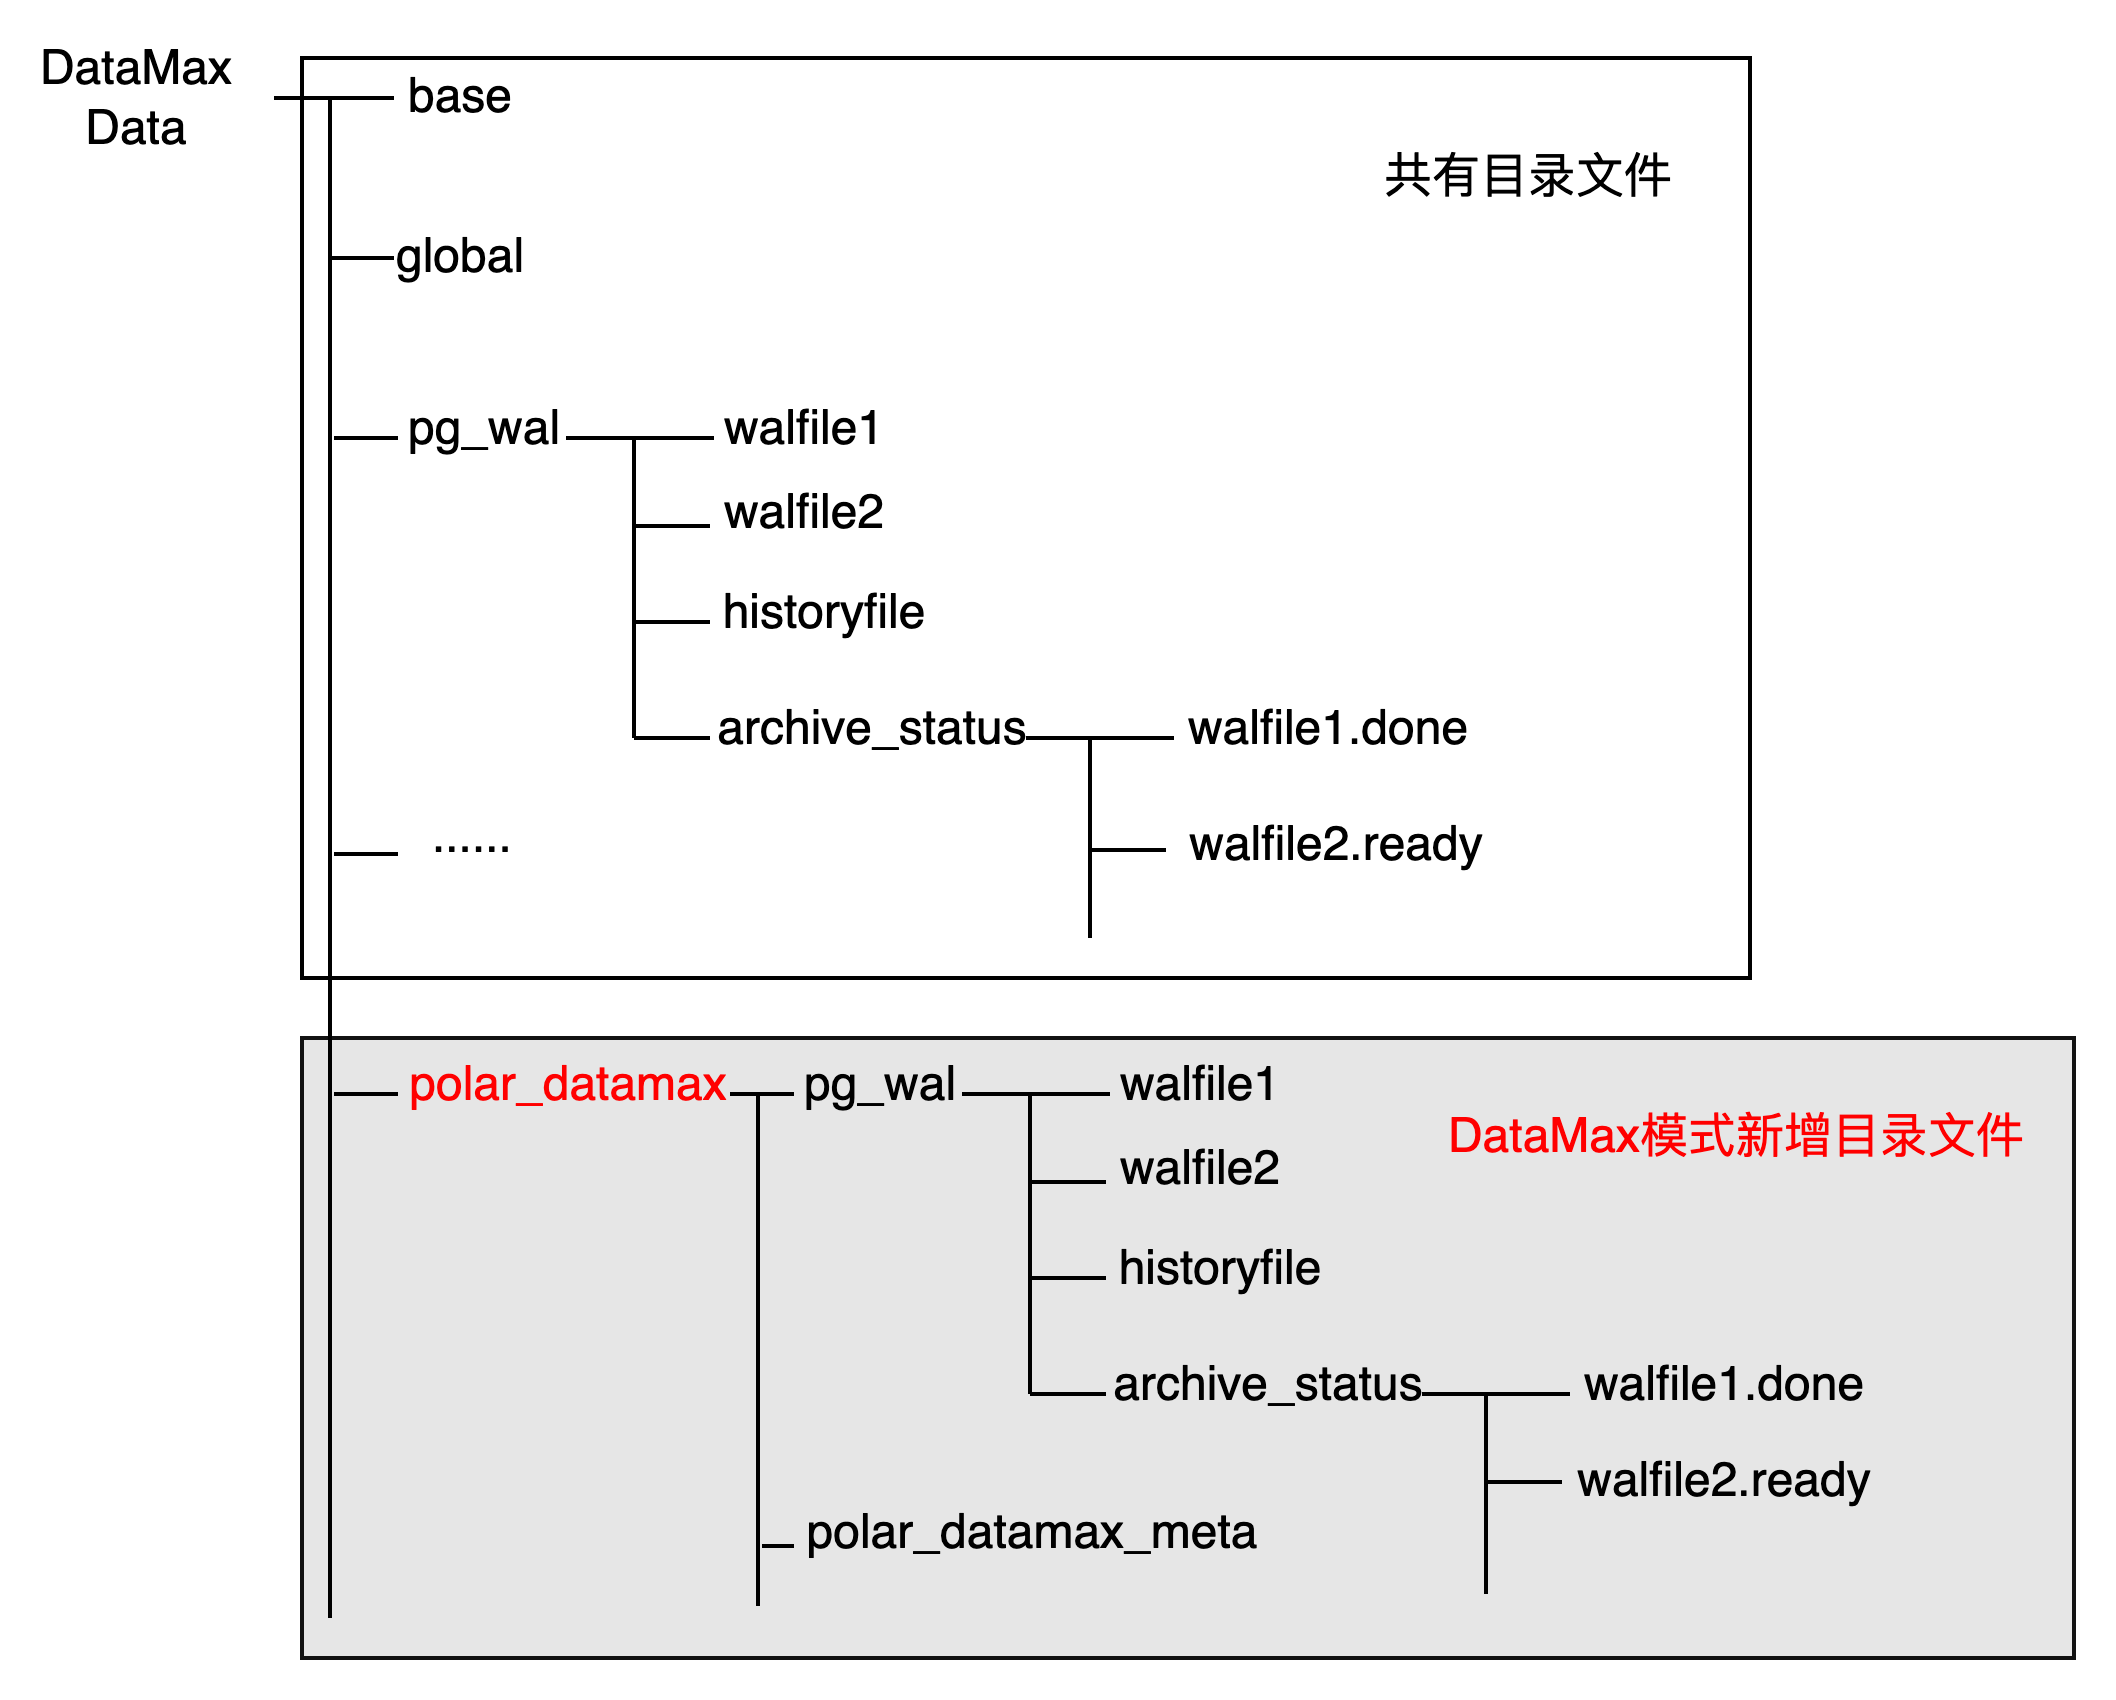 DataMax
Data
base
共有目录文件
global
pg_wal
walfile1
walfile2
historyfile
archive_status
walfile1.done
......
walfile2.ready
polar_datamax
pg_wal
walfile1
DataMax模式新增目录文件
walfile2
historyfile
archive_status
walfile1.done
walfile2.ready
polar_datamax_meta